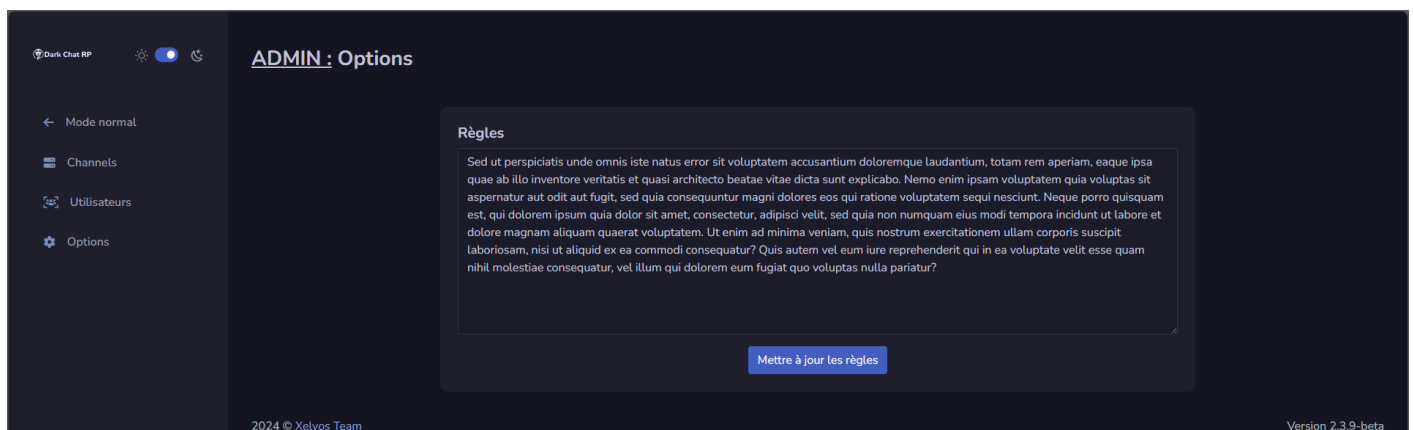 Dark Chat RP
ADMIN : Options
Mode normal
Channels
Utilisateurs
Options
Règles
Sed ut perspiciatis unde omnis iste natus error sit voluptatem accusantium doloremque laudantium, totam rem aperiam, eaque ipsa
quae ab illo inventore veritatis et quasi architecto beatae vitae dicta sunt explicabo. Nemo enim ipsam voluptatem quia voluptas sit
aspernatur aut odit aut fugit, sed quia consequuntur magni dolores eos qui ratione voluptatem sequi nesciunt. Neque porro quisquam
est, qui dolorem ipsum quia dolor sit amet, consectetur, adipisci velit, sed quia non numquam eius modi tempora incidunt ut labore et
dolore magnam aliquam quaerat voluptatem. Ut enim ad minima veniam, quis nostrum exercitationem ullam corporis suscipit
laboriosam, nisi ut aliquid ex ea commodi consequatur? Quis autem vel eum iure reprehenderit qui in ea voluptate velit esse quam
nihil molestiae consequatur, vel illum qui dolorem eum fugiat quo voluptas nulla pariatur?
Mettre à jour les règles
2024 © Xelyos Team
Version 2.3.9-beta